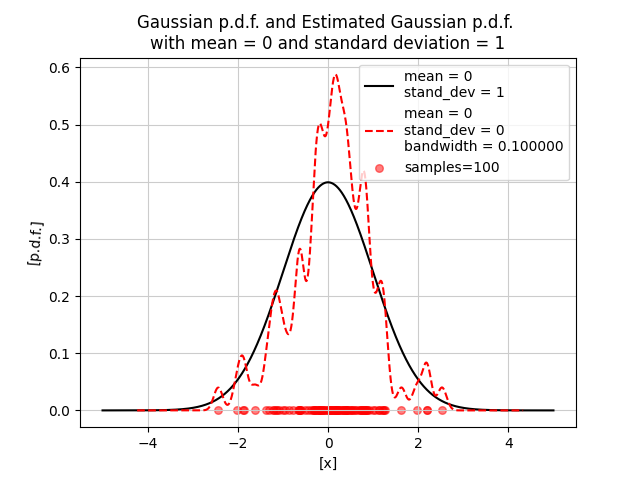 Gaussian p.d.f. and Estimated Gaussian p.d.f.
with mean = 0 and standard deviation = 1
mean = 0
stand_dev = 1
mean = 0
stand_dev = 0
bandwidth = 0.100000
samples=100
[p.d.f.]
0.6
0.5
0.4
0.3
0.2
0.1
0.0
−4
−2
0
2
4
[x]